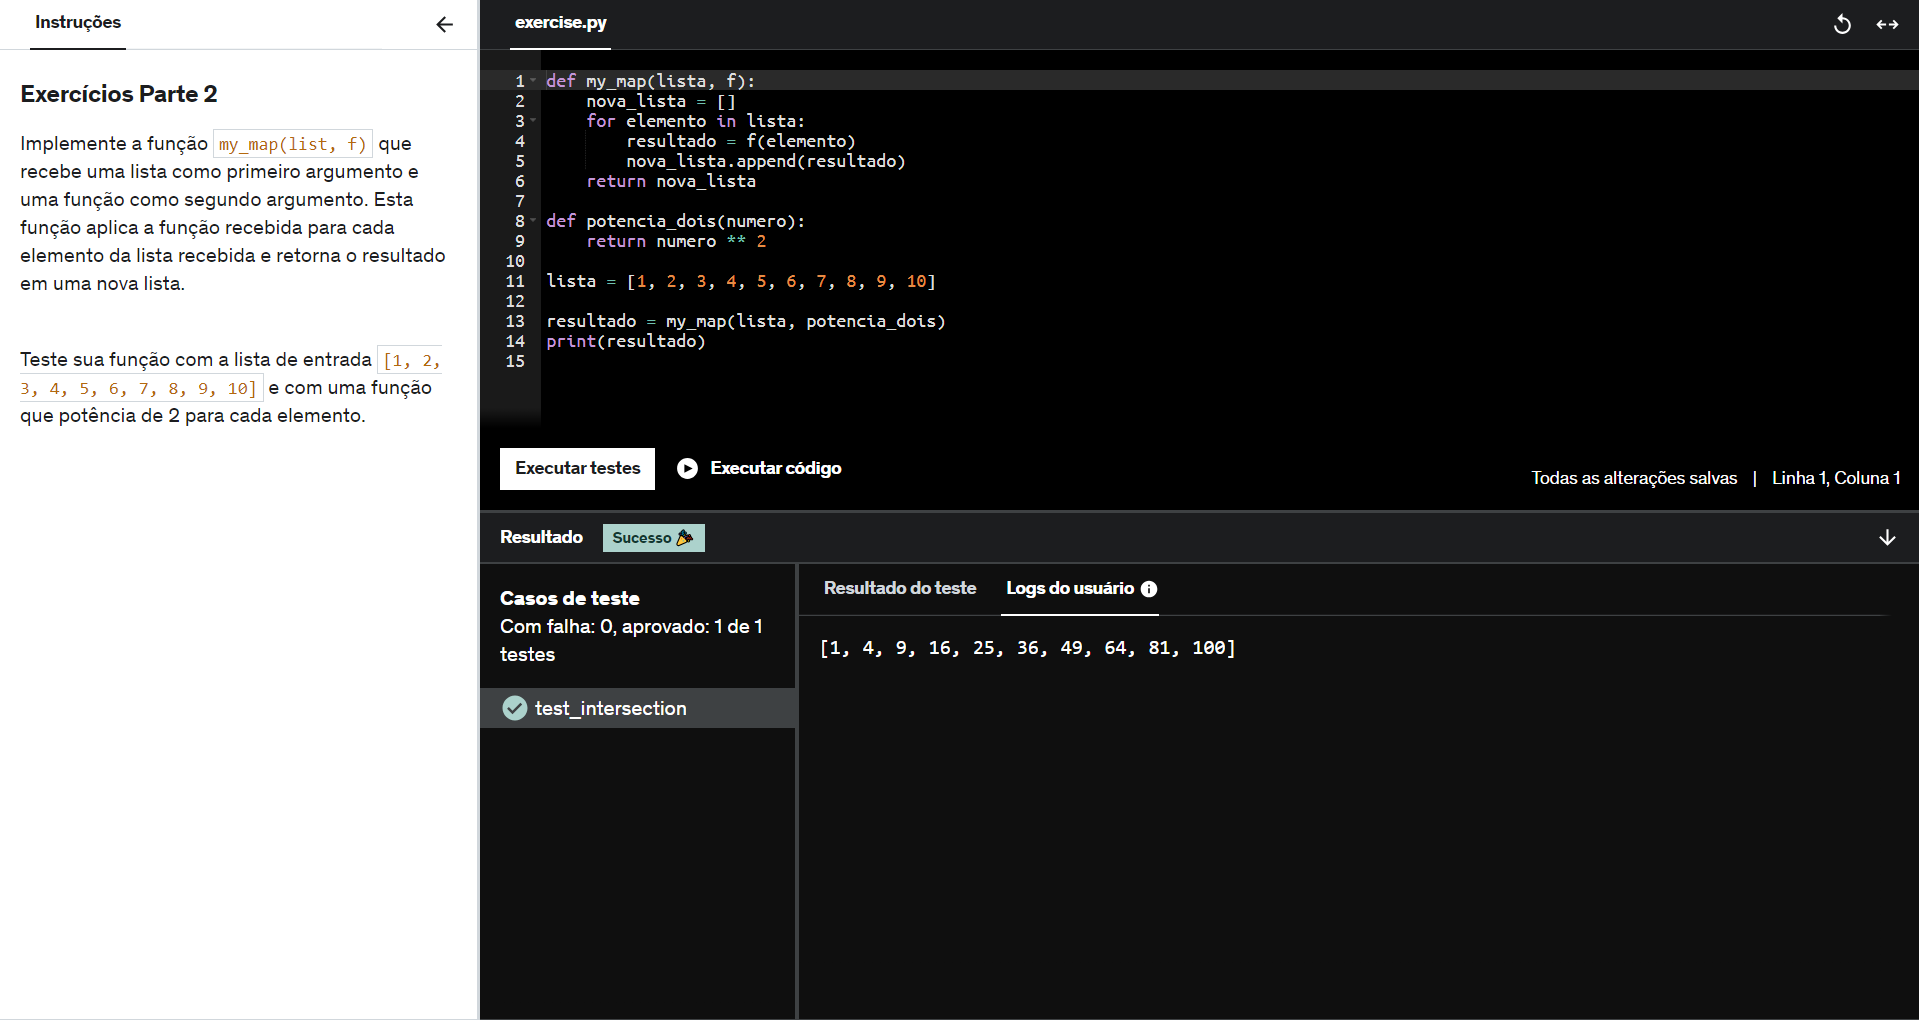 Instruções
Exercícios Parte 2
Implemente a função my_map(list, f) que
recebe uma lista como primeiro argumento e
uma função como segundo argumento. Esta
função aplica a função recebida para cada
elemento da lista recebida e retorna o resultado
em uma nova lista.
Teste sua função com a lista de entrada [1, 2,
3, 4, 5, 6, 7, 8, 9, 10] e com uma função
que potência de 2 para cada elemento.
exercise.py
1 def my_map(lista, f):
2     nova_lista = []
3     for elemento in lista:
4         resultado = f(elemento)
5         nova_lista.append(resultado)
6     return nova_lista
7
8 def potencia_dois(numero):
9     return numero ** 2
10
11 lista = [1, 2, 3, 4, 5, 6, 7, 8, 9, 10]
12
13 resultado = my_map(lista, potencia_dois)
14 print(resultado)
15
Executar testes Executar código
Todas as alterações salvas | Linha 1, Coluna 1
Resultado Sucesso
Casos de teste
Com falha: 0, aprovado: 1 de 1
testes
test_intersection
Resultado do teste Logs do usuário
[1, 4, 9, 16, 25, 36, 49, 64, 81, 100]